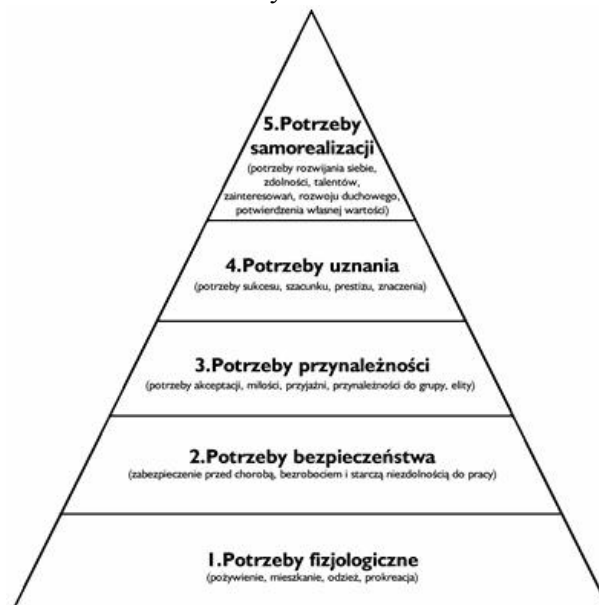 5.Potrzeby
samorealizacji
(potrzeby rozwijania siebie,
zdolności, talentów,
zainteresowań, rozwoju duchowego,
potwierdzenia własnej wartości)
4.Potrzeby uznania
(potrzeby sukcesu, szacunku, prestizu, znaczenia)
3.Potrzeby przynależności
(potrzeby akceptacji, miłości, przyjaźni, przynależności do grupy, elity)
2.Potrzeby bezpieczeństwa
(zabezpieczenie przed chorobą, bezrobociem i starczą niezdolnością do pracy)
1.Potrzeby fizjologiczne
(pożywienie, mieszkanie, odzież, prokreacja)